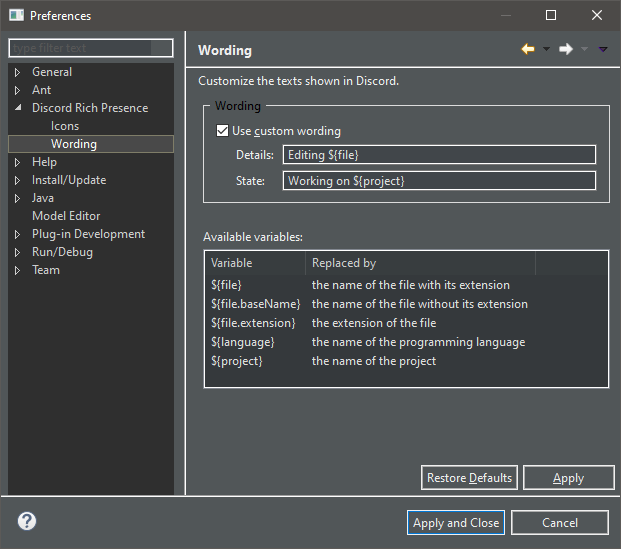 Preferences
type filter text
General
Ant
Discord Rich Presence
Icons
Wording
Help
Install/Update
Java
Model Editor
Plug-in Development
Run/Debug
Team
Wording
Customize the texts shown in Discord.
Wording
Use custom wording
Details: Editing ${file}
State: Working on ${project}
Available variables:
Variable Replaced by
${file} the name of the file with its extension
${file.baseName} the name of the file without its extension
${file.extension} the extension of the file
${language} the name of the programming language
${project} the name of the project
Restore Defaults Apply
? Apply and Close Cancel